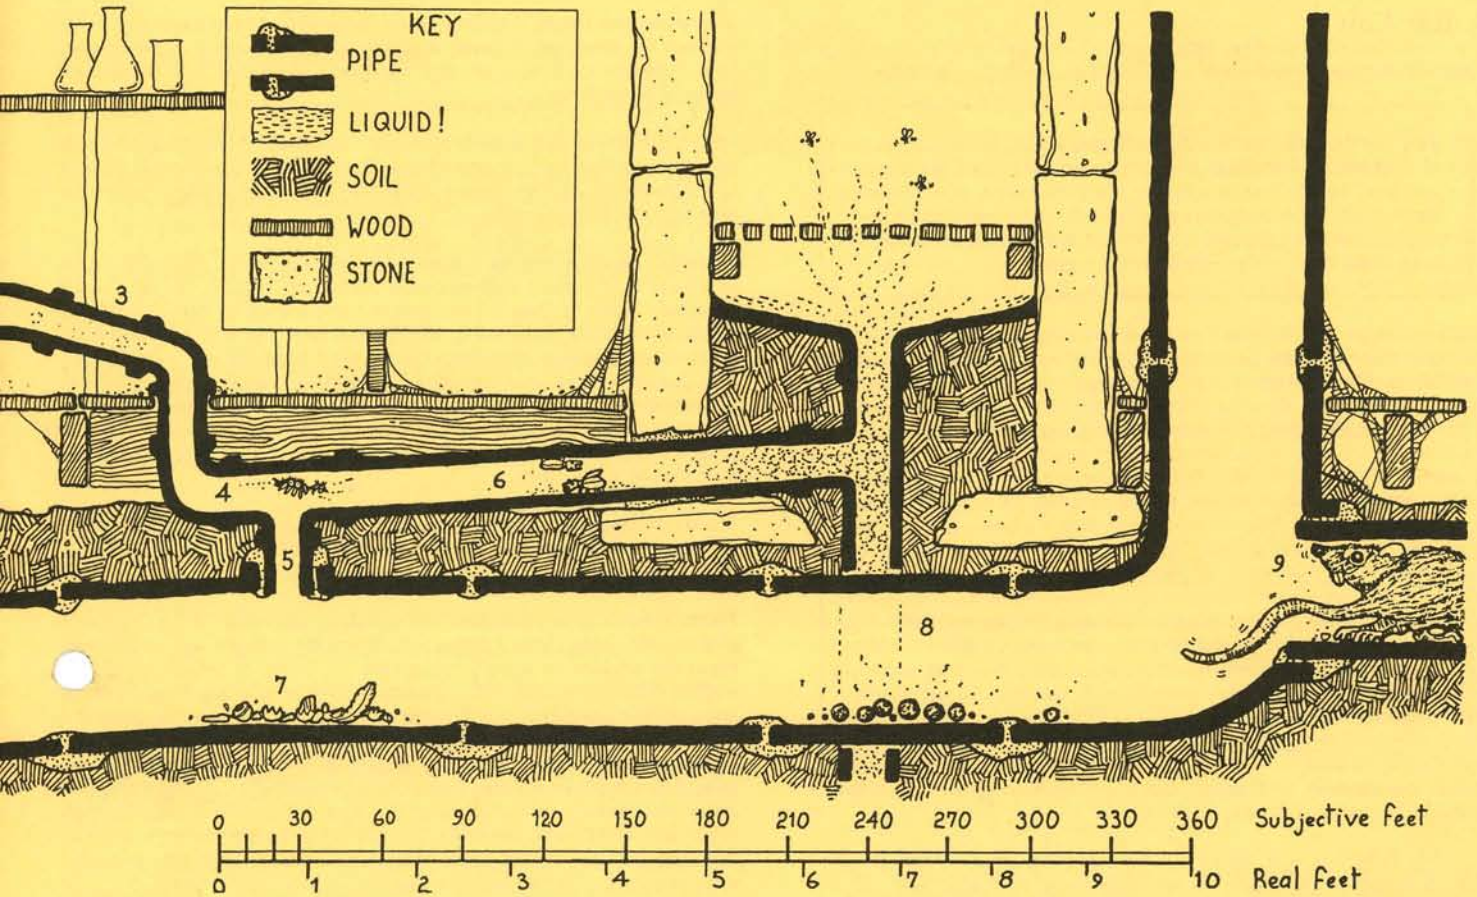 KEY
PIPE
LIQUID!
SOIL
WOOD
STONE
3
4
5
6
7
8
9
0 30 60 90 120 150 180 210 240 270 300 330 360 Subjective feet
0 1 2 3 4 5 6 7 8 9 10 Real feet